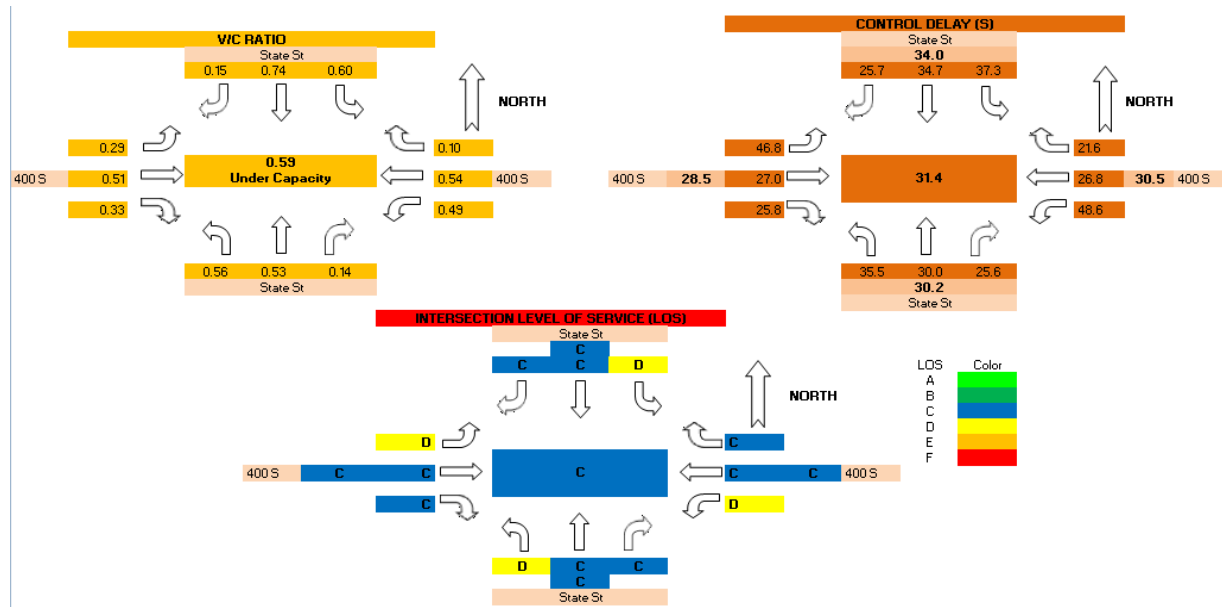 V/C RATIO
State St
0.15 0.74 0.60
NORTH
0.29
0.10
0.59
Under Capacity
400 S 0.51
0.54 400 S
0.33
0.49
0.56 0.53 0.14
State St
CONTROL DELAY (S)
State St
34.0
25.7 34.7 37.3
NORTH
46.8
21.6
400 S 28.5 27.0
31.4
26.8 30.5 400 S
25.8
48.6
35.5 30.0 25.6
30.2
State St
INTERSECTION LEVEL OF SERVICE (LOS)
State St
C
C C D
NORTH
D
C
400 S C C
C
C C 400 S
C
D
D C C
C
State St
LOS Color
A
B
C
D
E
F